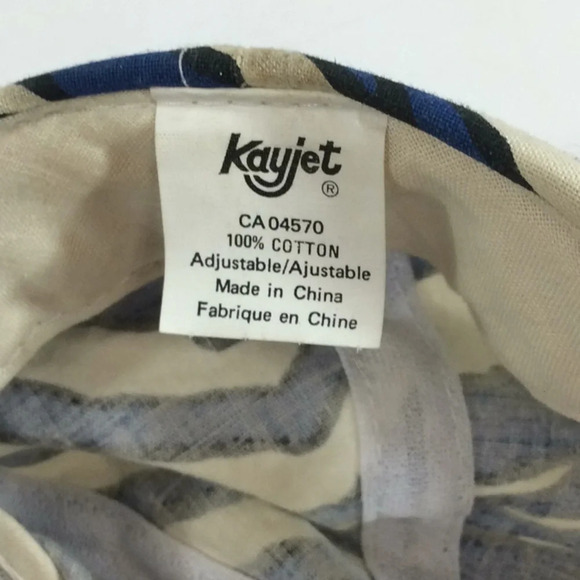 Kayjet
®
CA 04570
100% COTTON
Adjustable/Ajustable
Made in China
Fabrique en Chine